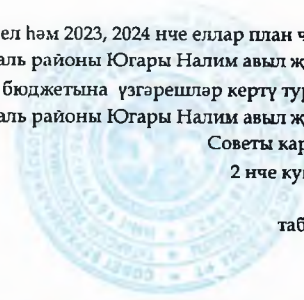 ел һәм 2023, 2024 нче еллар план ч
аль районы Югары Налим авыл җ
бюджетына үзгәрешләр кертү тур
аль районы Югары Налим авыл җ
Советы кар
2 нче ку
таб